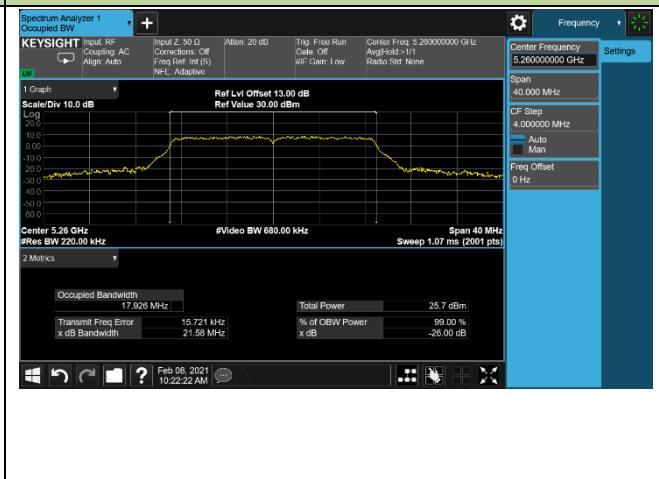 Spectrum Analyzer 1
Occupied BW
Frequency
KEYSIGHT
Input: RF
Coupling: AC
Align: Auto
Input Z: 50 Ω
Corrections: Off
Freq Ref: Int (S)
NFE: Adaptive
Atten: 20 dB
Trig: Free Run
Gate: Off
#IF Gain: Low
Center Freq: 5.260000000 GHz
Avg|Hold:>1/1
Radio Std: None
Center Frequency
5.260000000 GHz
Settings
Span
40.000 MHz
CF Step
4.000000 MHz
Auto
Man
Freq Offset
0 Hz
1 Graph
Scale/Div 10.0 dB
Ref Lvl Offset 13.00 dB
Ref Value 30.00 dBm
Log
20.0
10.0
0.00
-10.0
-20.0
-30.0
-40.0
-50.0
-60.0
Center 5.26 GHz
#Video BW 680.00 kHz
Span 40 MHz
#Res BW 220.00 kHz
Sweep 1.07 ms (2001 pts)
2 Metrics
Occupied Bandwidth
17.926 MHz
Total Power 25.7 dBm
Transmit Freq Error 15.721 kHz
% of OBW Power 99.00 %
x dB Bandwidth 21.58 MHz
x dB -26.00 dB
Feb 08, 2021
10:22:22 AM